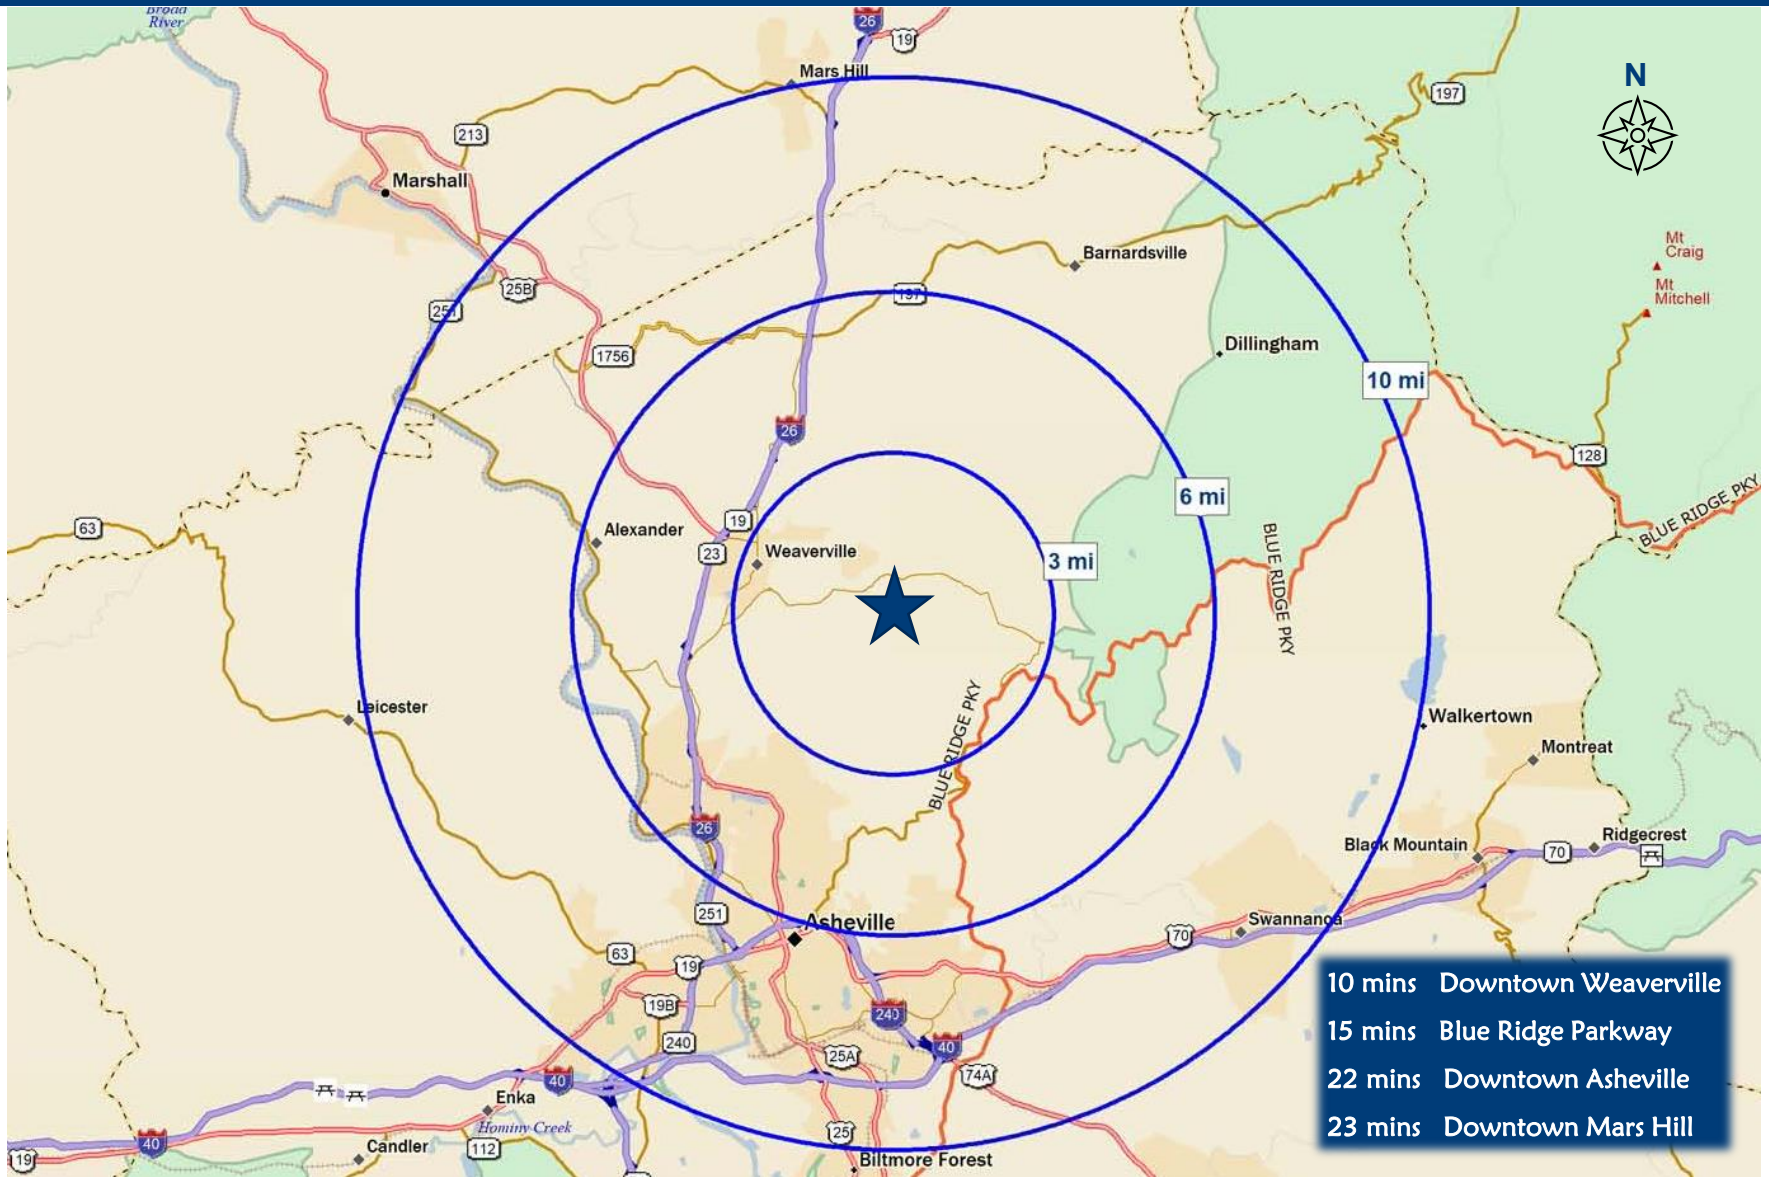 Broad
River
26
19
Mars Hill
N
197
213
Marshall
Mt
Craig
Mt
Mitchell
Barnardsville
25B
197
251
1756
Dillingham
10 mi
26
128
6 mi
BLUE RIDGE PKY
63
19
Alexander
23
Weaverville
3 mi
BLUE RIDGE PKY
BLUE RIDGE PKY
Leicester
Walkertown
Montreat
26
Ridgecrest
Black Mountain
70
251
Asheville
Swannanoa
70
63
19
19B
240
240
40
25A
74A
40
Enka
Hominy Creek
40
19
Candler
112
25
Biltmore Forest
10 mins Downtown Weaverville
15 mins Blue Ridge Parkway
22 mins Downtown Asheville
23 mins Downtown Mars Hill